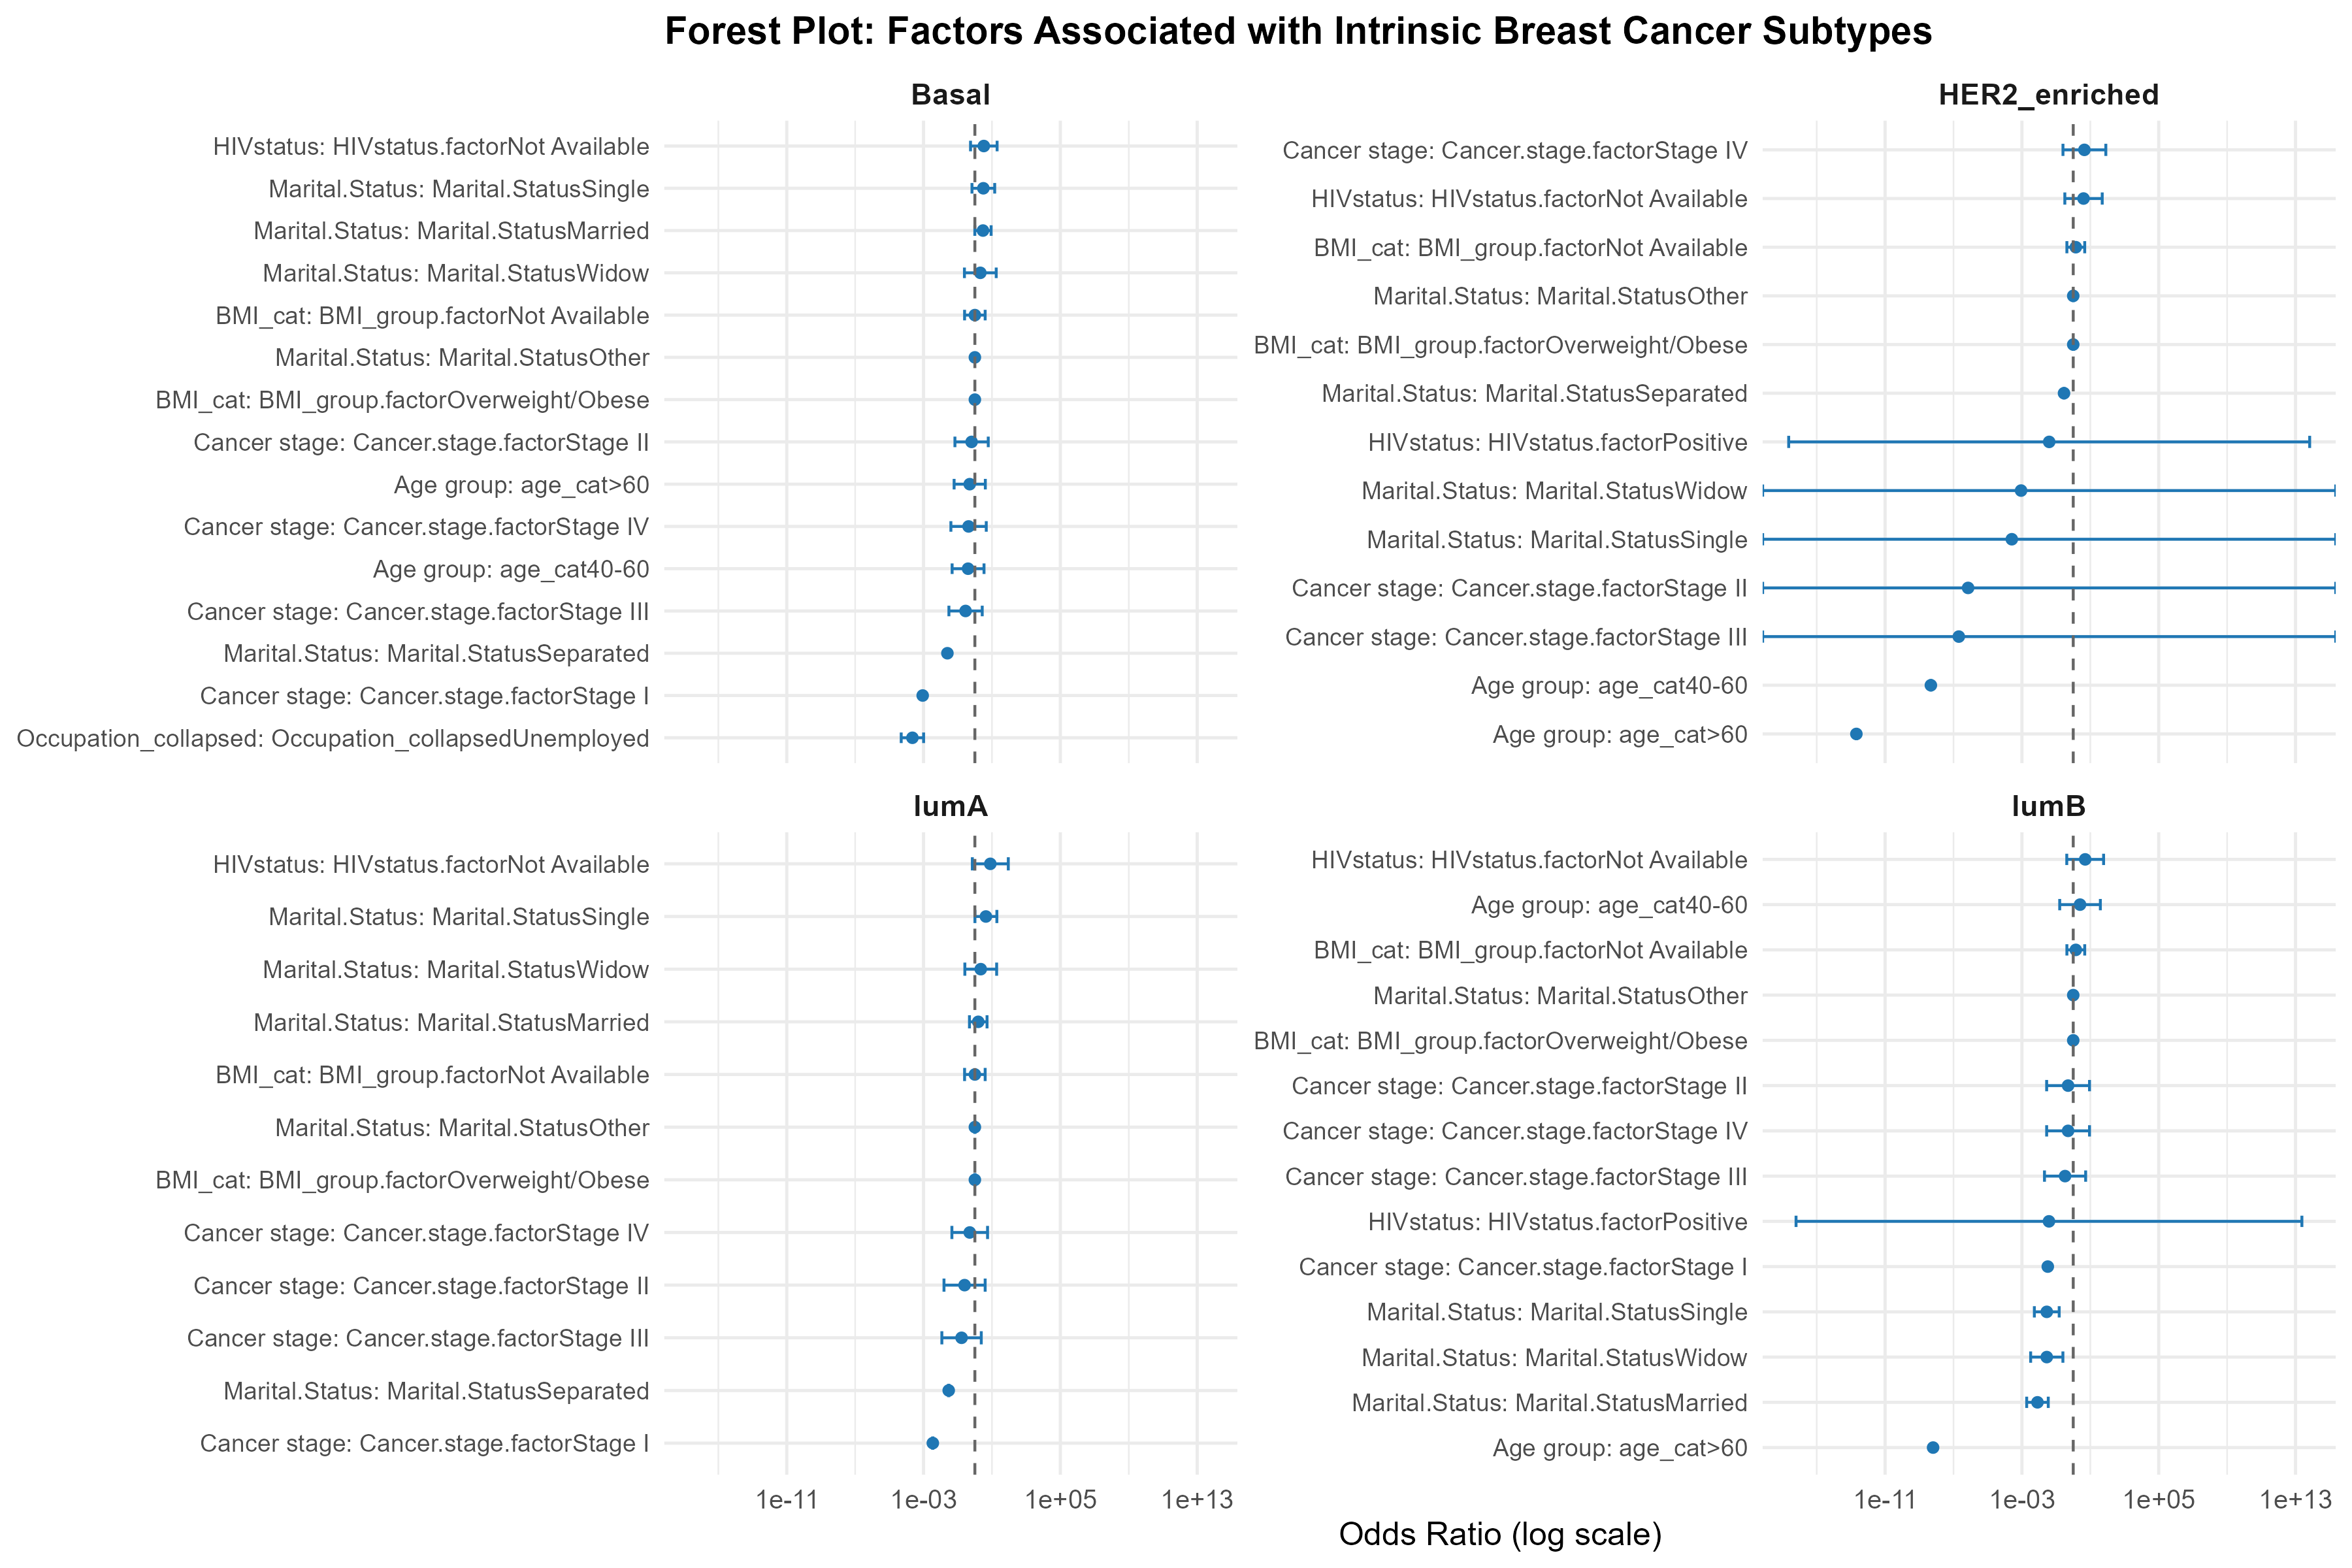 Forest Plot: Factors Associated with Intrinsic Breast Cancer Subtypes
Basal
HIVstatus: HIVstatus.factorNot Available
Marital.Status: Marital.StatusSingle
Marital.Status: Marital.StatusMarried
Marital.Status: Marital.StatusWidow
BMI_cat: BMI_group.factorNot Available
Marital.Status: Marital.StatusOther
BMI_cat: BMI_group.factorOverweight/Obese
Cancer stage: Cancer.stage.factorStage II
Age group: age_cat>60
Cancer stage: Cancer.stage.factorStage IV
Age group: age_cat40-60
Cancer stage: Cancer.stage.factorStage III
Marital.Status: Marital.StatusSeparated
Cancer stage: Cancer.stage.factorStage I
Occupation_collapsed: Occupation_collapsedUnemployed
HER2_enriched
Cancer stage: Cancer.stage.factorStage IV
HIVstatus: HIVstatus.factorNot Available
BMI_cat: BMI_group.factorNot Available
Marital.Status: Marital.StatusOther
BMI_cat: BMI_group.factorOverweight/Obese
Marital.Status: Marital.StatusSeparated
HIVstatus: HIVstatus.factorPositive
Marital.Status: Marital.StatusWidow
Marital.Status: Marital.StatusSingle
Cancer stage: Cancer.stage.factorStage II
Cancer stage: Cancer.stage.factorStage III
Age group: age_cat40-60
Age group: age_cat>60
lumA
HIVstatus: HIVstatus.factorNot Available
Marital.Status: Marital.StatusSingle
Marital.Status: Marital.StatusWidow
Marital.Status: Marital.StatusMarried
BMI_cat: BMI_group.factorNot Available
Marital.Status: Marital.StatusOther
BMI_cat: BMI_group.factorOverweight/Obese
Cancer stage: Cancer.stage.factorStage IV
Cancer stage: Cancer.stage.factorStage II
Cancer stage: Cancer.stage.factorStage III
Marital.Status: Marital.StatusSeparated
Cancer stage: Cancer.stage.factorStage I
1e-11 1e-03 1e+05 1e+13
lumB
HIVstatus: HIVstatus.factorNot Available
Age group: age_cat40-60
BMI_cat: BMI_group.factorNot Available
Marital.Status: Marital.StatusOther
BMI_cat: BMI_group.factorOverweight/Obese
Cancer stage: Cancer.stage.factorStage II
Cancer stage: Cancer.stage.factorStage IV
Cancer stage: Cancer.stage.factorStage III
HIVstatus: HIVstatus.factorPositive
Cancer stage: Cancer.stage.factorStage I
Marital.Status: Marital.StatusSingle
Marital.Status: Marital.StatusWidow
Marital.Status: Marital.StatusMarried
Age group: age_cat>60
1e-11 1e-03 1e+05 1e+13
Odds Ratio (log scale)